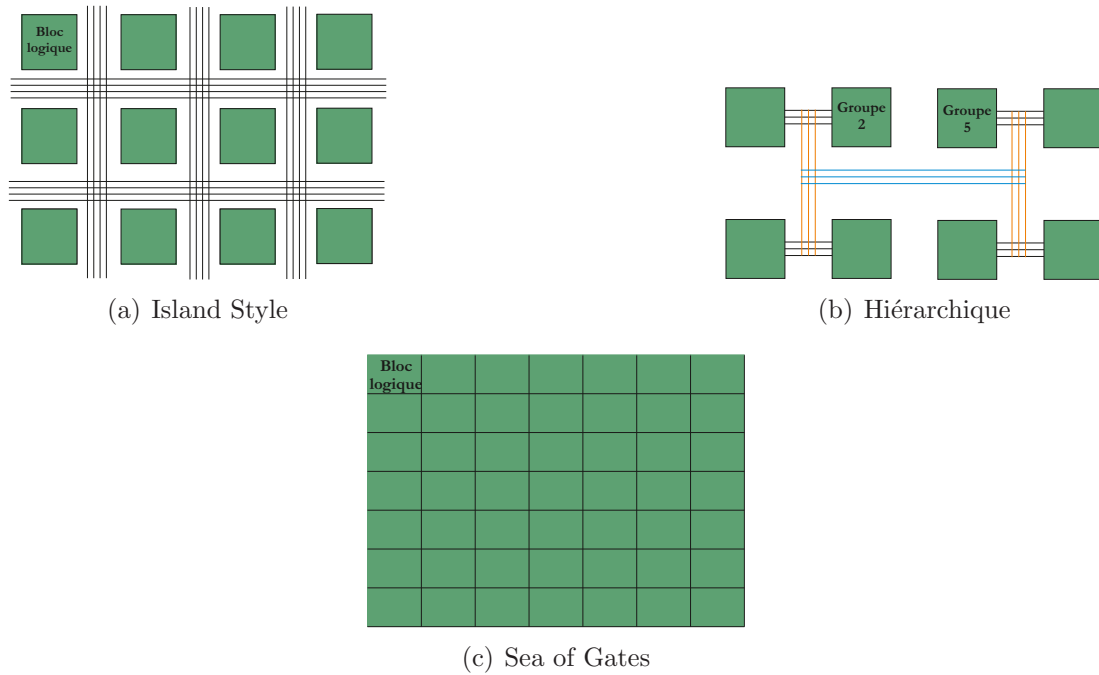 Bloc
logique
Groupe
2
Groupe
5
(a) Island Style
(b) Hiérarchique
Bloc
logique
(c) Sea of Gates